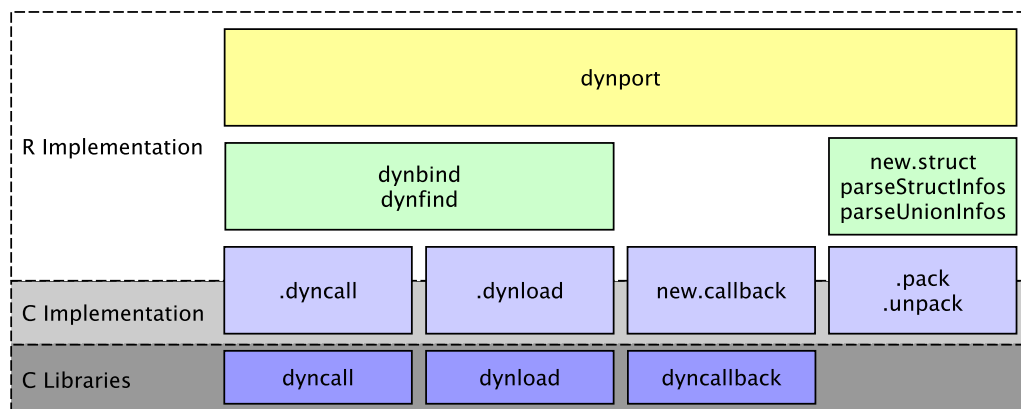 dynport
R Implementation
dynbind
dynfind
new.struct
parseStructInfos
parseUnionInfos
.dyncall
.dynload
new.callback
.pack
.unpack
C Implementation
C Libraries
dyncall
dynload
dyncallback